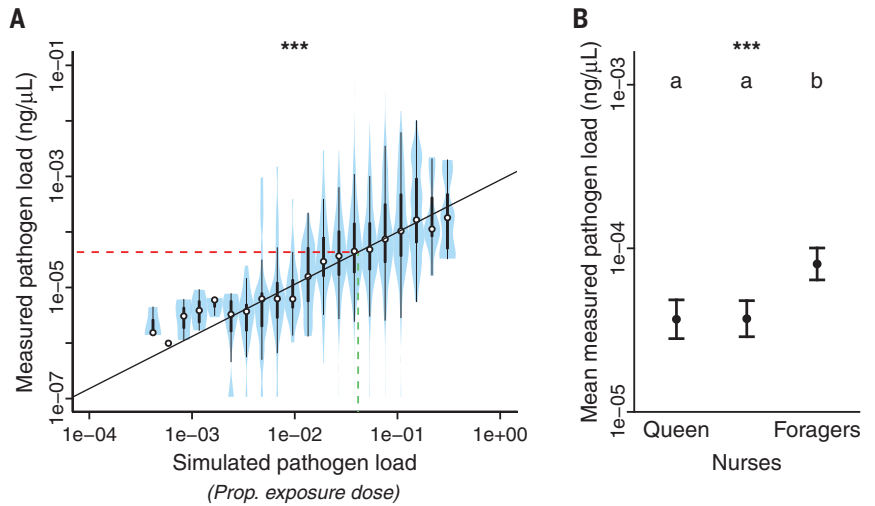 A
***
Measured pathogen load (ng/μL)
1e−01
1e−03
1e−05
1e−07
1e−04
1e−03
1e−02
1e−01
1e+00
Simulated pathogen load
(Prop. exposure dose)
B
***
a
a
b
Mean measured pathogen load (ng/μL)
1e−03
1e−04
1e−05
Queen
Foragers
Nurses